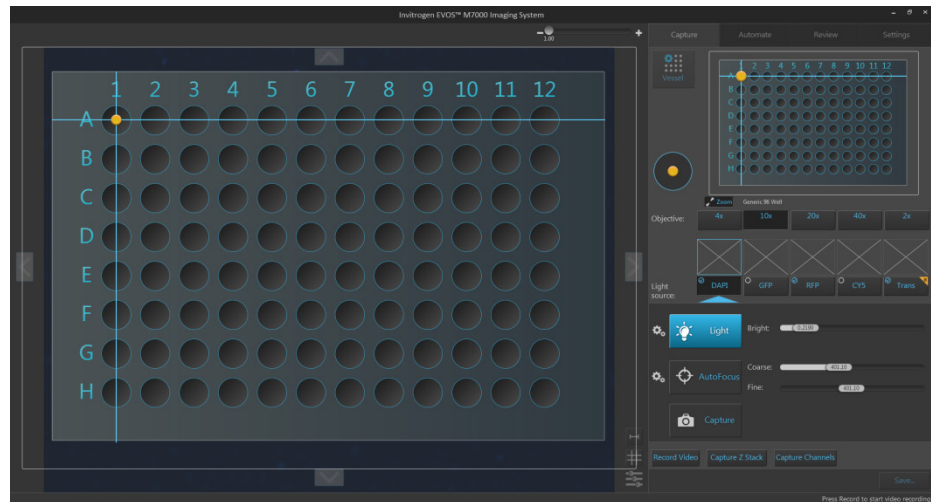 Invitrogen EVOS™ M7000 Imaging System
1.00
Capture Automate Review Settings
Vessel
1 2 3 4 5 6 7 8 9 10 11 12
A
B
C
D
E
F
G
H
1 2 3 4 5 6 7 8 9 10 11 12
A
B
C
D
E
F
G
H
Zoom Generic 96 Well
Objective: 4x 10x 20x 40x 2x
Light source: DAPI GFP RFP CY5 Trans
Light Bright: 0.2190
AutoFocus Coarse: 401.10
Fine: 401.10
Capture
Record Video Capture Z Stack Capture Channels
Save..
Press Record to start video recording